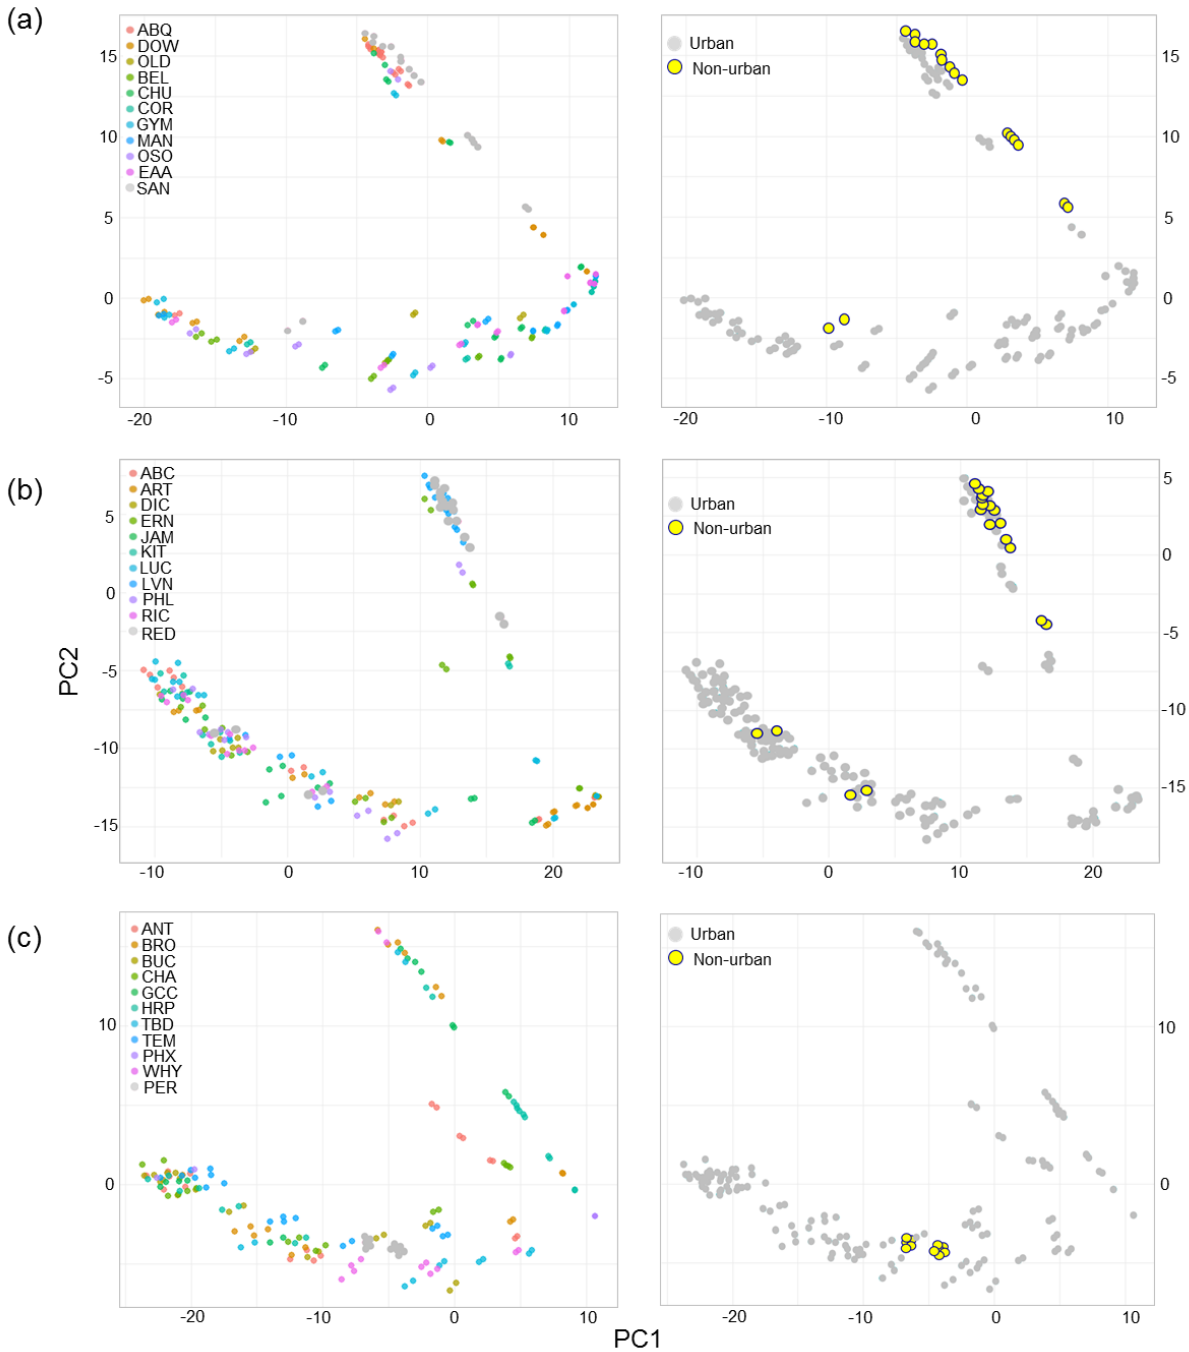 (a)
ABQ
DOW
OLD
BEL
CHU
COR
GYM
MAN
OSO
EAA
SAN
15
10
5
0
-5
-20
-10
0
10
Urban
Non-urban
15
10
5
0
-5
-20
-10
0
10
(b)
ABC
ART
DIC
ERN
JAM
KIT
LUC
LVN
PHL
RIC
RED
5
0
-5
-10
-15
-10
0
10
20
Urban
Non-urban
5
0
-5
-10
-15
-10
0
10
20
PC2
(c)
ANT
BRO
BUC
CHA
GCC
HRP
TBD
TEM
PHX
WHY
PER
10
0
-20
-10
0
10
Urban
Non-urban
10
0
-20
-10
0
10
PC1